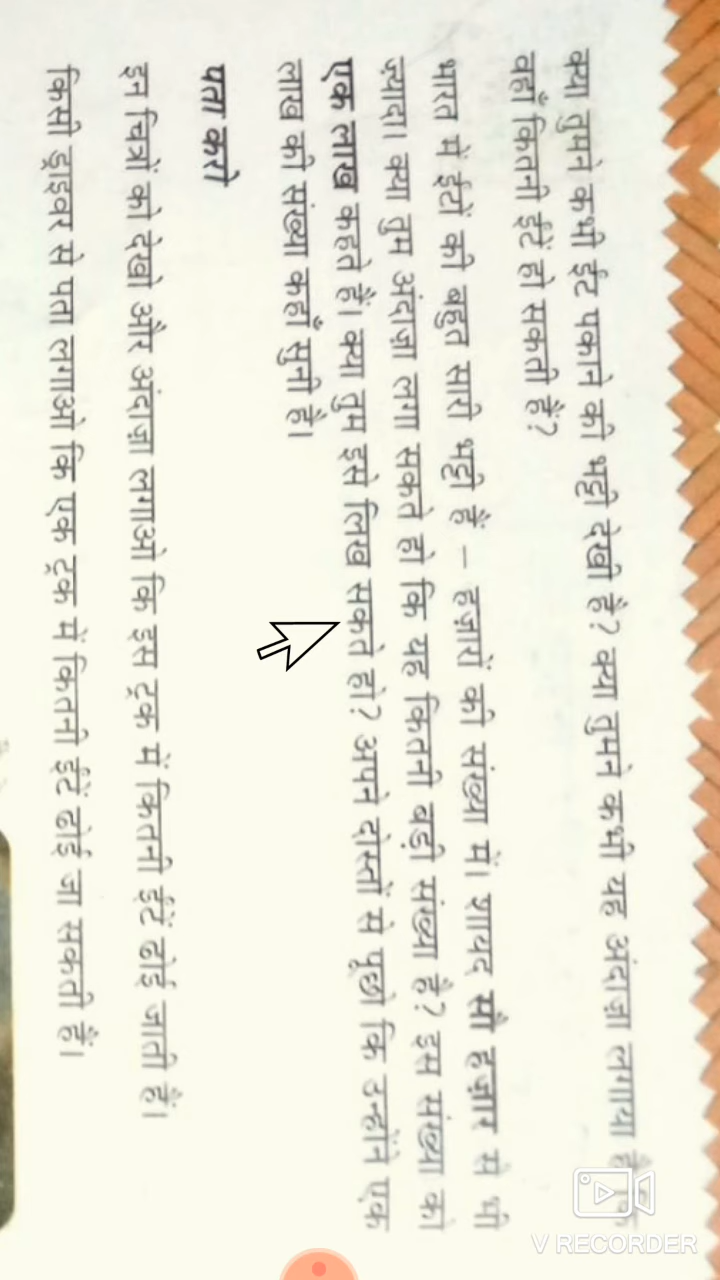 क्या तुमने कभी ईंट पकाने की भट्टी देखी है? क्या तुमने कभी यह अंदाज़ा लगाया है कि
वहाँ कितनी ईंटें हो सकती हैं?
भारत में ईंटों की बहुत सारी भट्टी हैं – हज़ारों की संख्या में। शायद सौ हज़ार से भी
ज़्यादा। क्या तुम अंदाज़ा लगा सकते हो कि यह कितनी बड़ी संख्या है? इस संख्या को
एक लाख कहते हैं। क्या तुम इसे लिख सकते हो? अपने दोस्तों से पूछो कि उन्होंने एक
लाख की संख्या कहाँ सुनी है।
पता करो
इन चित्रों को देखो और अंदाज़ा लगाओ कि इस ट्रक में कितनी ईंटें ढोई जाती हैं।
किसी ड्राइवर से पता लगाओ कि एक ट्रक में कितनी ईंटें ढोई जा सकती हैं।
V RECORDER